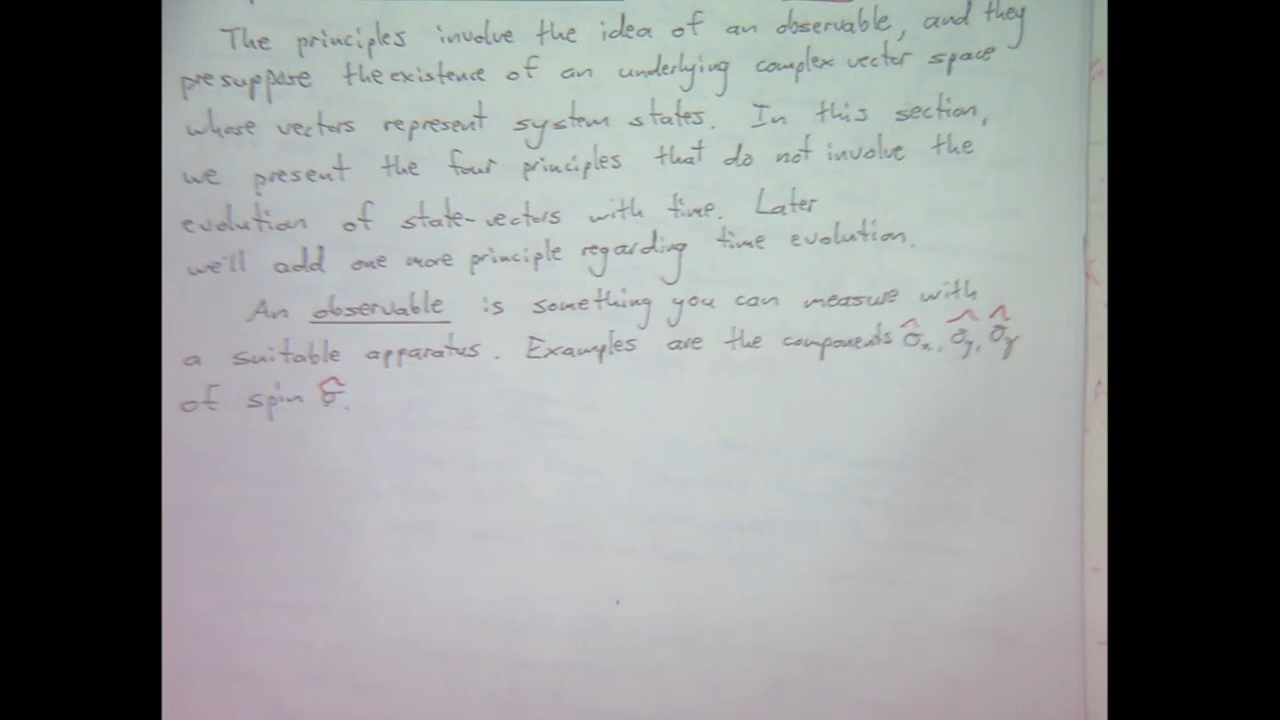 The principles involve the idea of an observable, and they
presuppose the existence of an underlying complex vector space
whose vectors represent system states. In this section,
we present the four principles that do not involve the
evolution of state-vectors with time. Later
we'll add one more principle regarding time evolution.
An observable is something you can measure with
a suitable apparatus. Examples are the components σ̂x, σ̂y, σ̂y
of spin σ̂.